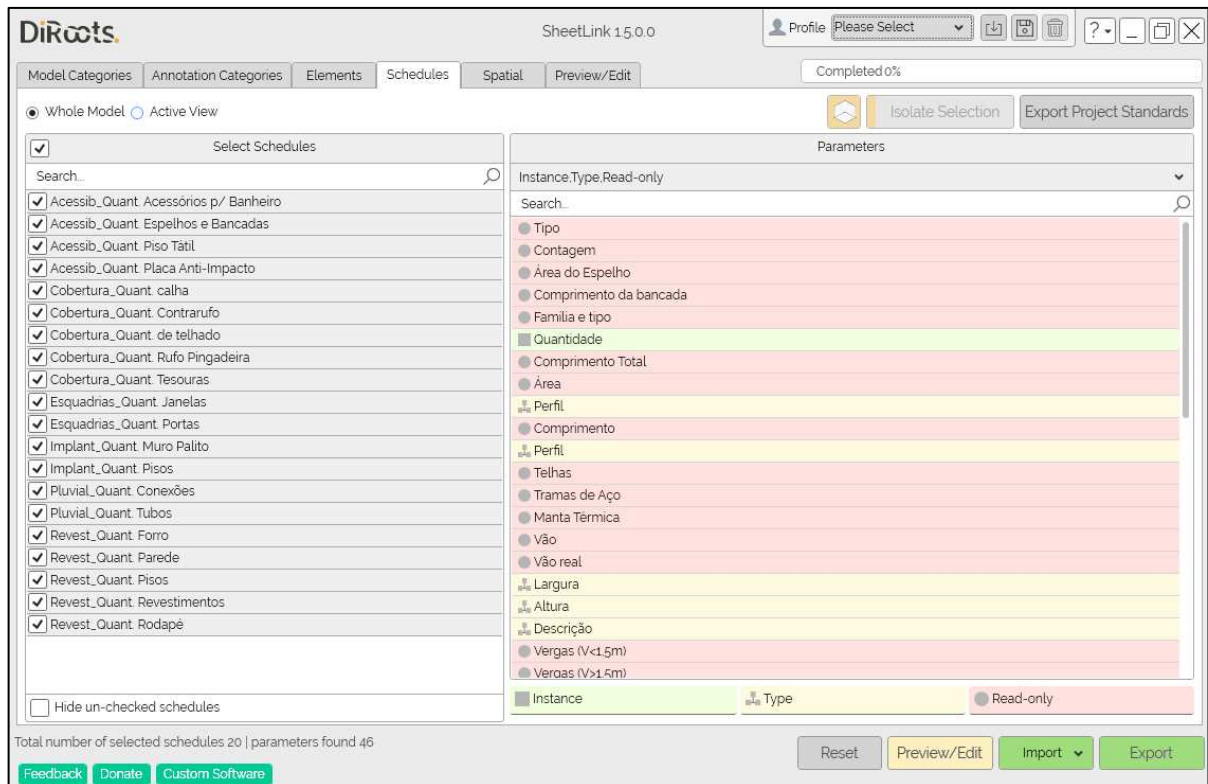 DiRoots.
SheetLink 1.5.0.0
Profile Please Select
? 
Model Categories Annotation Categories Elements Schedules Spatial Preview/Edit
Completed 0%
Whole Model Active View
Isolate Selection Export Project Standards
Select Schedules
Search...
Acessib_Quant. Acessórios p/ Banheiro
Acessib_Quant. Espelhos e Bancadas
Acessib_Quant. Piso Tátil
Acessib_Quant. Placa Anti-Impacto
Cobertura_Quant. calha
Cobertura_Quant. Contrarufo
Cobertura_Quant. de telhado
Cobertura_Quant. Rufo Pingadeira
Cobertura_Quant. Tesouras
Esquadrias_Quant. Janelas
Esquadrias_Quant. Portas
Implant_Quant. Muro Palito
Implant_Quant. Pisos
Pluvial_Quant. Conexões
Pluvial_Quant. Tubos
Revest_Quant. Forro
Revest_Quant. Parede
Revest_Quant. Pisos
Revest_Quant. Revestimentos
Revest_Quant. Rodapé
Hide un-checked schedules
Parameters
Instance,Type,Read-only
Search...
Tipo
Contagem
Área do Espelho
Comprimento da bancada
Família e tipo
Quantidade
Comprimento Total
Área
Perfil
Comprimento
Perfil
Telhas
Tramas de Aço
Manta Térmica
Vão
Vão real
Largura
Altura
Descrição
Vergas (V<1,5m)
Vergas (V>1,5m)
Instance Type Read-only
Total number of selected schedules 20 | parameters found 46
Reset Preview/Edit Import Export
Feedback Donate Custom Software